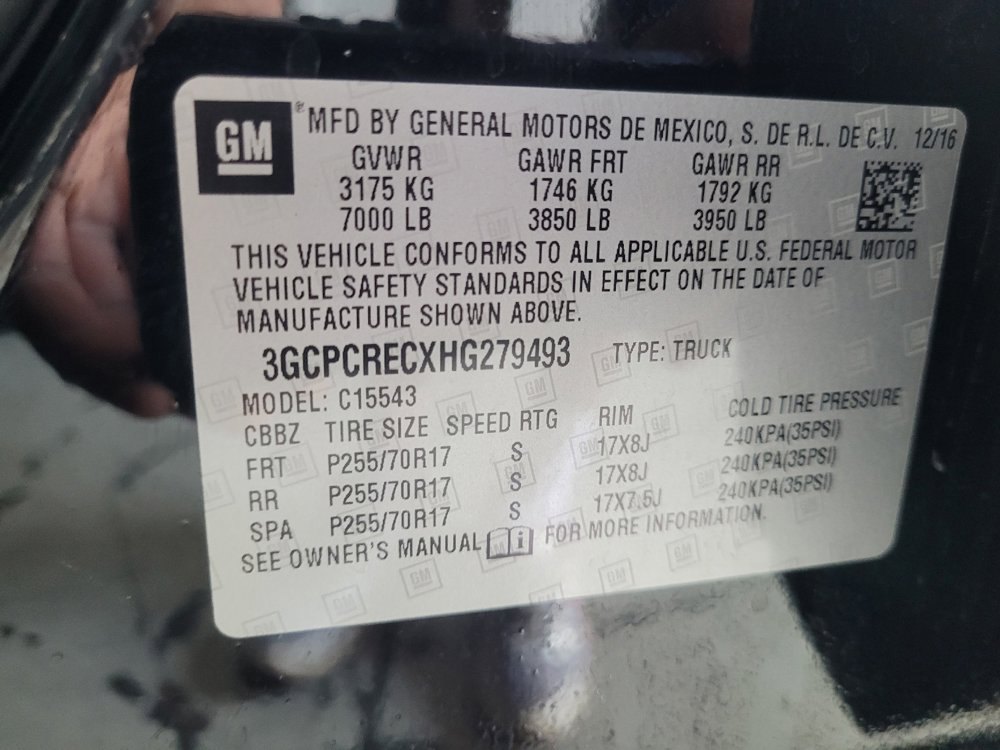 GM ® MFD BY GENERAL MOTORS DE MEXICO, S. DE R.L. DE C.V. 12/16
GVWR GAWR FRT GAWR RR
3175 KG 1746 KG 1792 KG
7000 LB 3850 LB 3950 LB
THIS VEHICLE CONFORMS TO ALL APPLICABLE U.S. FEDERAL MOTOR
VEHICLE SAFETY STANDARDS IN EFFECT ON THE DATE OF
MANUFACTURE SHOWN ABOVE.
3GCPCRECXHG279493 TYPE: TRUCK
MODEL: C15543
CBBZ TIRE SIZE SPEED RTG RIM COLD TIRE PRESSURE
FRT P255/70R17 S 17X8J 240KPA(35PSI)
RR P255/70R17 S 17X8J 240KPA(35PSI)
SPA P255/70R17 S 17X7.5J 240KPA(35PSI)
SEE OWNER'S MANUAL i FOR MORE INFORMATION.